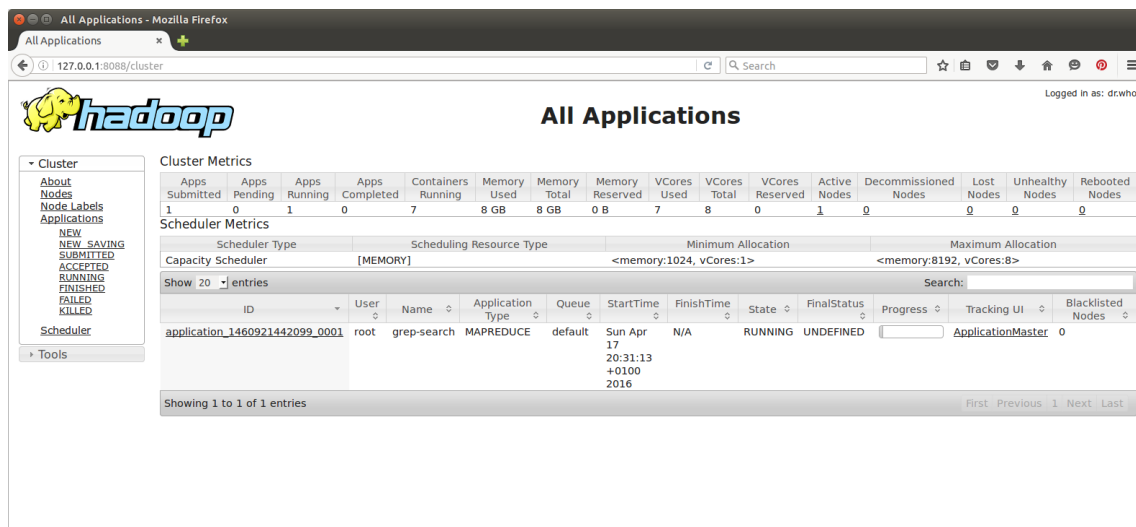 All Applications - Mozilla Firefox
All Applications
127.0.0.1:8088/cluster
Search
Logged in as: dr.who
hadoop
All Applications
Cluster
About
Nodes
Node Labels
Applications
NEW
NEW_SAVING
SUBMITTED
ACCEPTED
RUNNING
FINISHED
FAILED
KILLED
Scheduler
Tools
Cluster Metrics
Apps Submitted Apps Pending Apps Running Apps Completed Containers Running Memory Used Memory Total Memory Reserved VCores Used VCores Total VCores Reserved Active Nodes Decommissioned Nodes Lost Nodes Unhealthy Nodes Rebooted Nodes
1 0 1 0 7 8 GB 8 GB 0 B 7 8 0 1 0 0 0 0
Scheduler Metrics
Scheduler Type Scheduling Resource Type Minimum Allocation Maximum Allocation
Capacity Scheduler [MEMORY] <memory:1024, vCores:1> <memory:8192, vCores:8>
Show 20 entries Search:
ID User Name Application Type Queue StartTime FinishTime State FinalStatus Progress Tracking UI Blacklisted Nodes
application_1460921442099_0001 root grep-search MAPREDUCE default Sun Apr N/A RUNNING UNDEFINED ApplicationMaster 0
17
20:31:13
+0100
2016
Showing 1 to 1 of 1 entries First Previous 1 Next Last